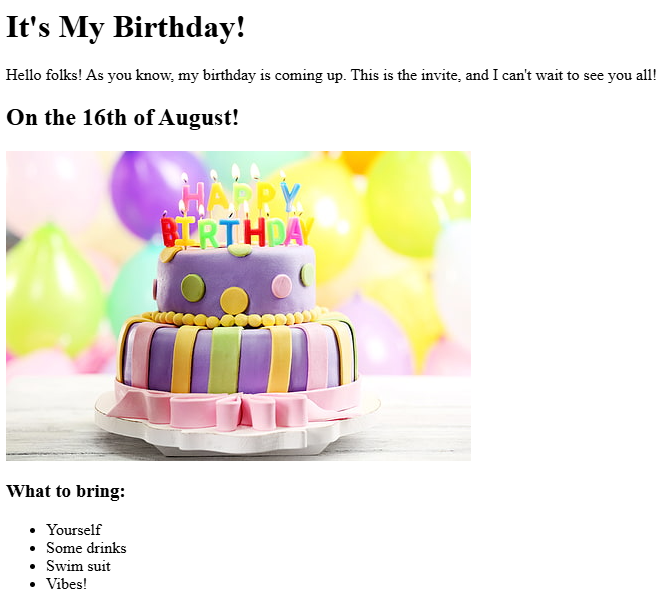 It's My Birthday!
Hello folks! As you know, my birthday is coming up. This is the invite, and I can't wait to see you all!
On the 16th of August!
HAPPY
BIRTHDAY
What to bring:
Yourself
Some drinks
Swim suit
Vibes!